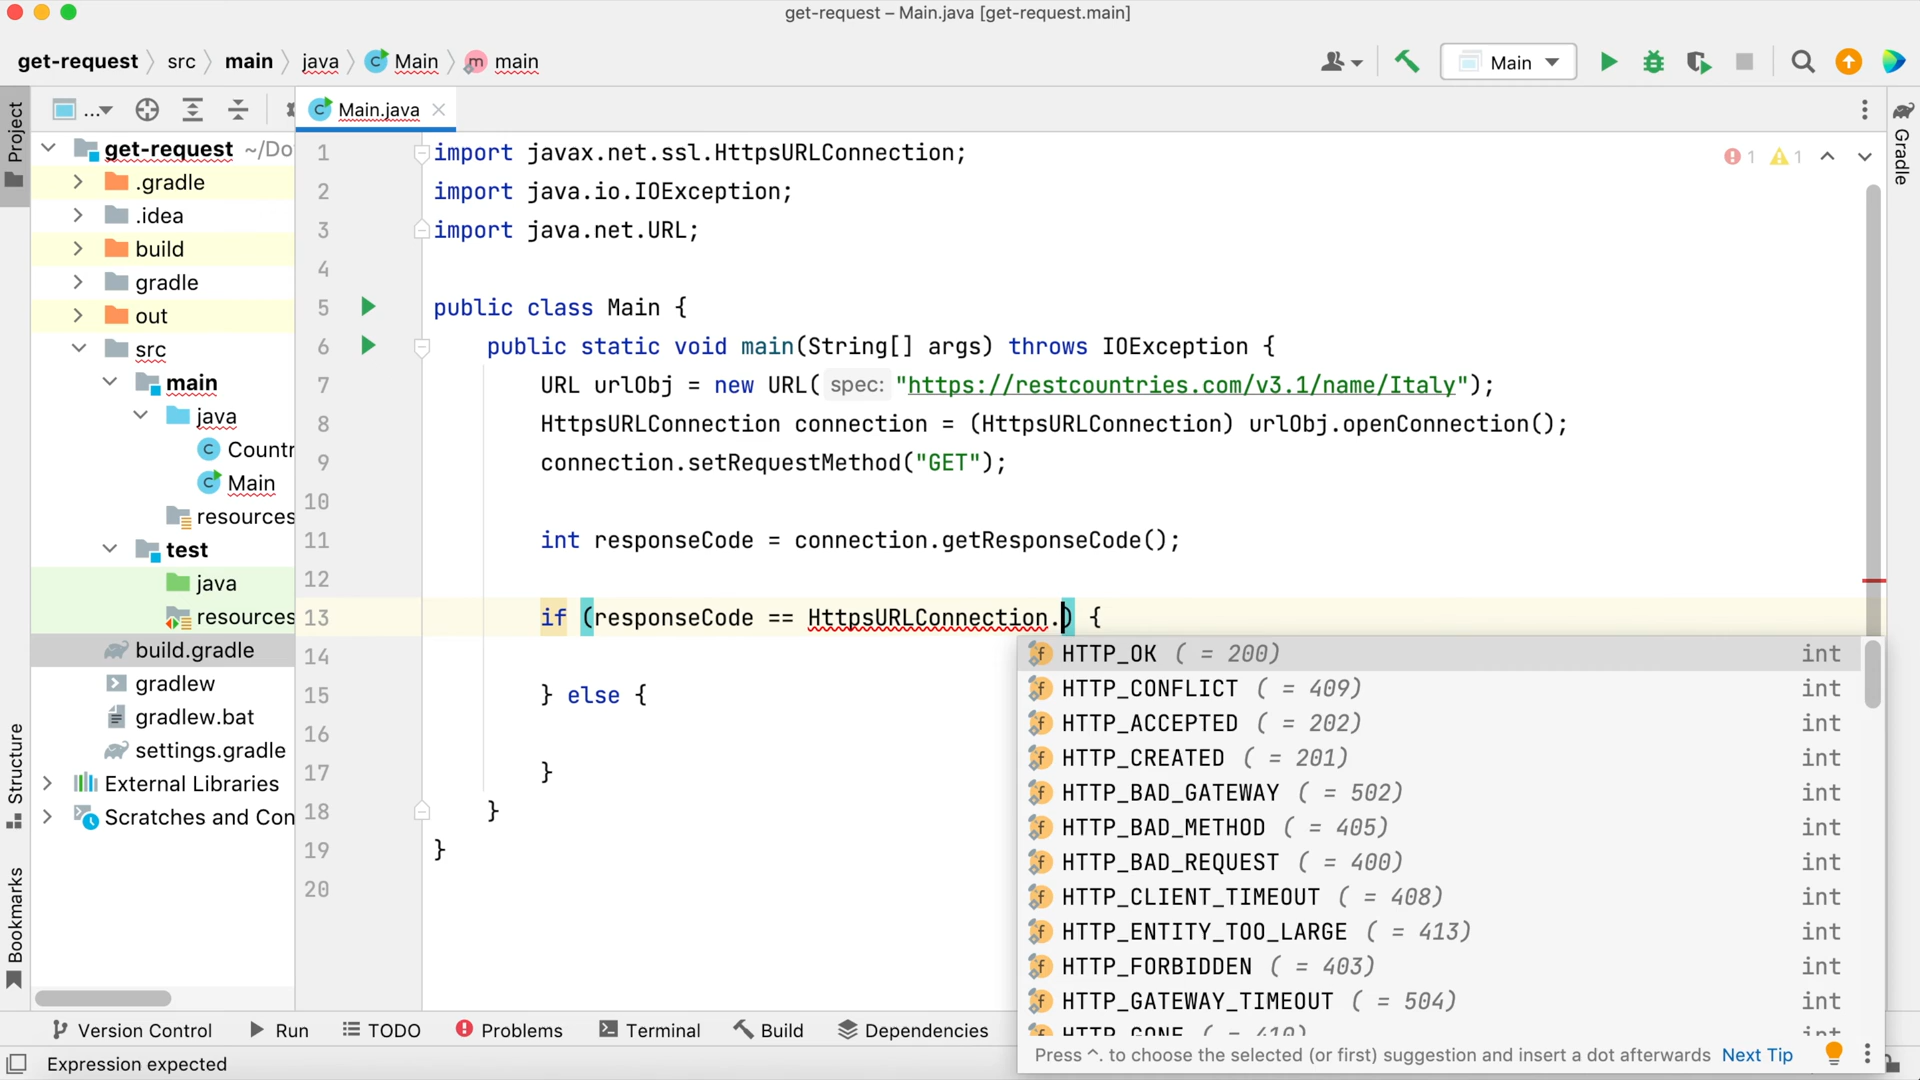 get-request – Main.java [get-request.main]
get-request src main java Main main
Main
Project
...
Main.java
get-request ~/Do
.gradle
.idea
build
gradle
out
src
main
java
Countr
Main
resources
test
java
resources
build.gradle
gradlew
gradlew.bat
settings.gradle
External Libraries
Scratches and Con
Structure
Bookmarks
Gradle
1 1
1 import javax.net.ssl.HttpsURLConnection;
2 import java.io.IOException;
3 import java.net.URL;
4
5 public class Main {
6 public static void main(String[] args) throws IOException {
7 URL urlObj = new URL( spec: "https://restcountries.com/v3.1/name/Italy");
8 HttpsURLConnection connection = (HttpsURLConnection) urlObj.openConnection();
9 connection.setRequestMethod("GET");
10
11 int responseCode = connection.getResponseCode();
12
13 if (responseCode == HttpsURLConnection.) {
14
15 } else {
16
17 }
18 }
19 }
20
HTTP_OK ( = 200) int
HTTP_CONFLICT ( = 409) int
HTTP_ACCEPTED ( = 202) int
HTTP_CREATED ( = 201) int
HTTP_BAD_GATEWAY ( = 502) int
HTTP_BAD_METHOD ( = 405) int
HTTP_BAD_REQUEST ( = 400) int
HTTP_CLIENT_TIMEOUT ( = 408) int
HTTP_ENTITY_TOO_LARGE ( = 413) int
HTTP_FORBIDDEN ( = 403) int
HTTP_GATEWAY_TIMEOUT ( = 504) int
HTTP_GONE ( = 410) int
Press ^. to choose the selected (or first) suggestion and insert a dot afterwards Next Tip
Version Control Run TODO Problems Terminal Build Dependencies
Expression expected